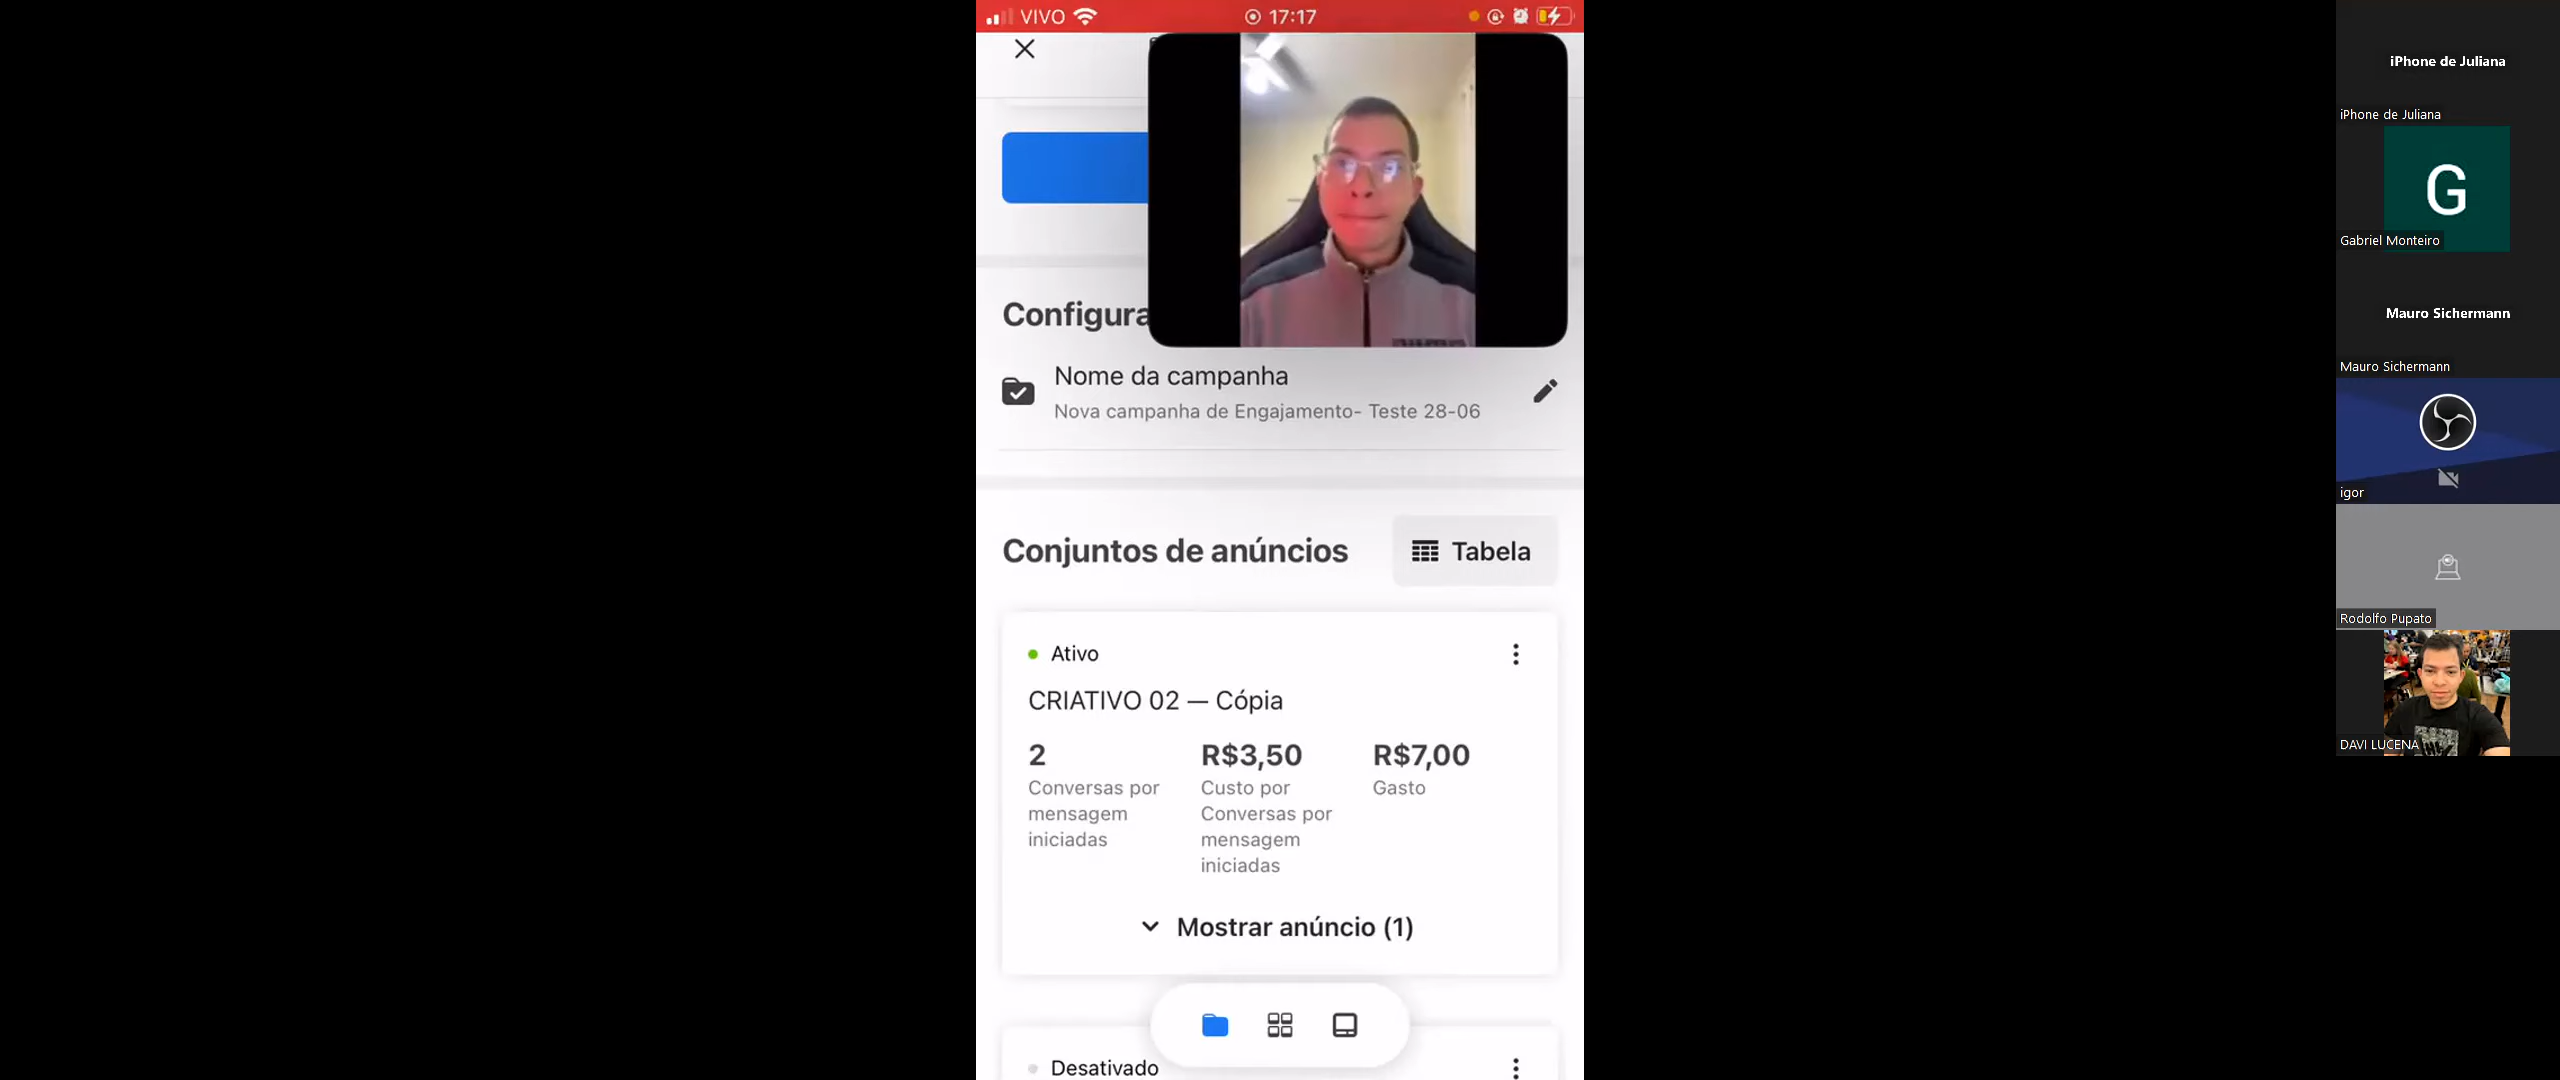 VIVO
17:17
Configura
Nome da campanha
Nova campanha de Engajamento- Teste 28-06
Conjuntos de anúncios
Tabela
Ativo
CRIATIVO 02 — Cópia
2
Conversas por
mensagem
iniciadas
R$3,50
Custo por
Conversas por
mensagem
iniciadas
R$7,00
Gasto
Mostrar anúncio (1)
Desativado
iPhone de Juliana
iPhone de Juliana
G
Gabriel Monteiro
Mauro Sichermann
Mauro Sichermann
igor
Rodolfo Pupato
DAVI LUCENA